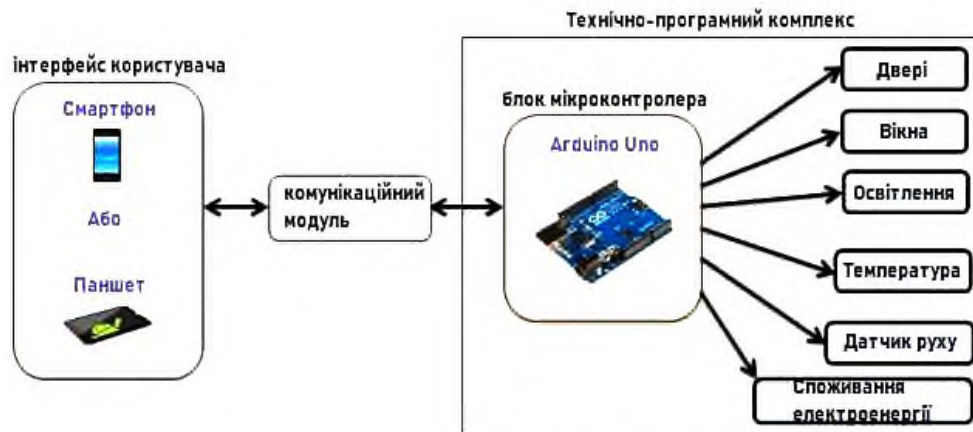 Технічно-програмний комплекс
інтерфейс користувача
Смартфон
Або
Паншет
комунікаційний
модуль
блок мікроконтролера
Arduino Uno
Двері
Вікна
Освітлення
Температура
Датчик руху
Споживання
електроенергії